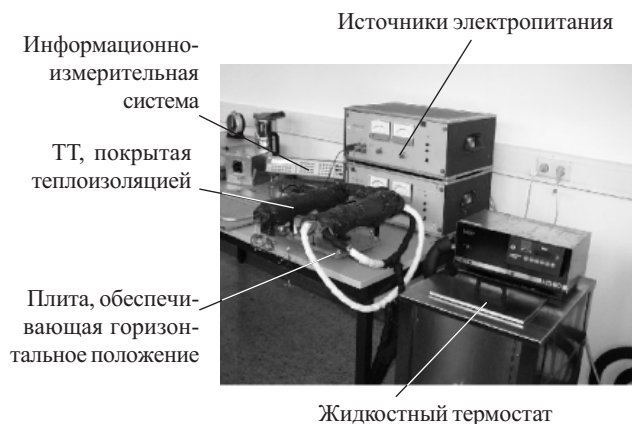 Источники электропитания
Информационно-
измерительная
система
ТТ, покрытая
теплоизоляцией
Плита, обеспечи-
вающая горизон-
тальное положение
Жидкостный термостат